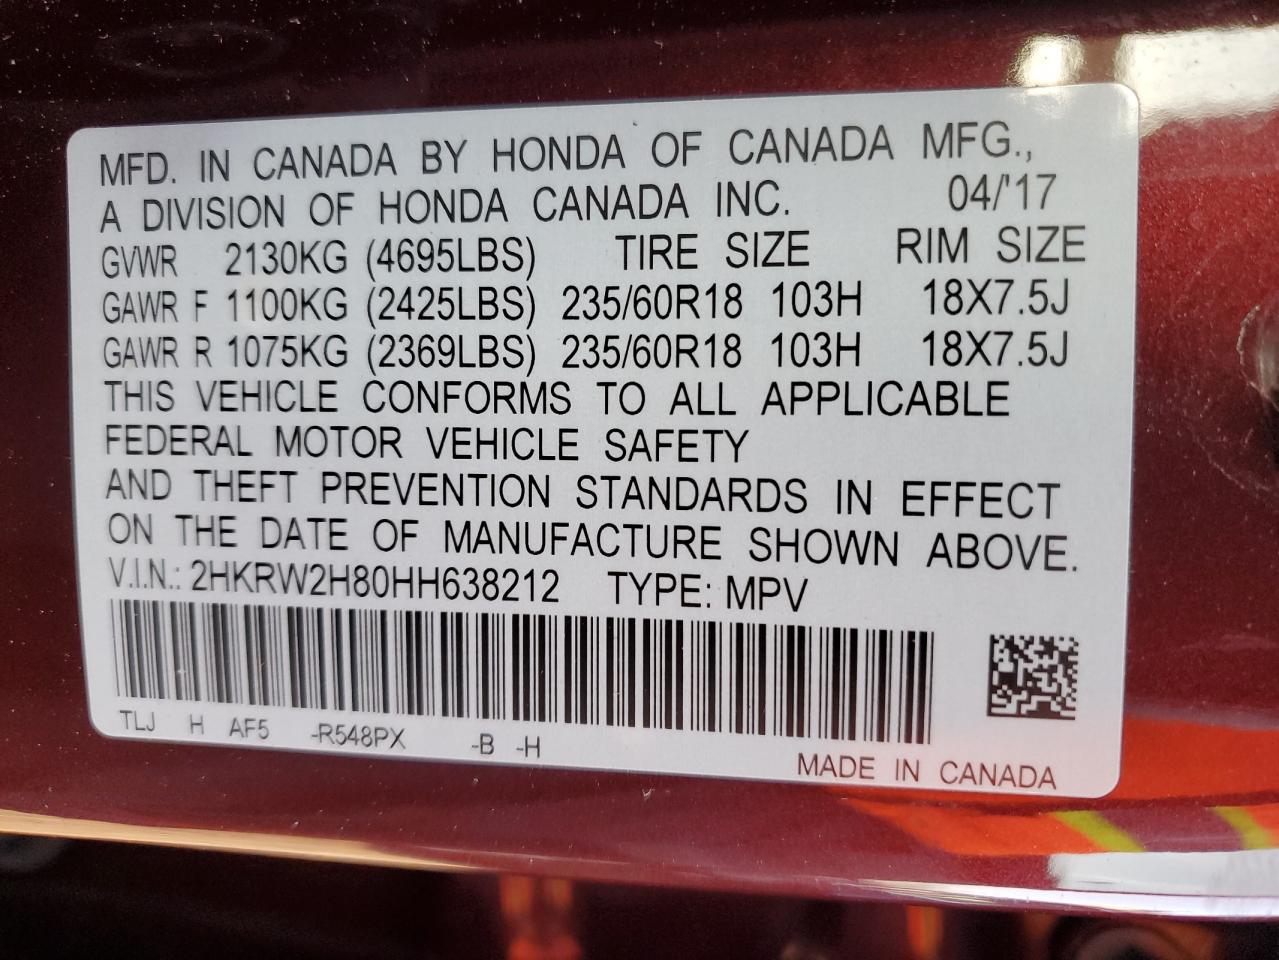 MFD. IN CANADA BY HONDA OF CANADA MFG.,
A DIVISION OF HONDA CANADA INC. 04/'17
GVWR 2130KG (4695LBS) TIRE SIZE RIM SIZE
GAWR F 1100KG (2425LBS) 235/60R18 103H 18X7.5J
GAWR R 1075KG (2369LBS) 235/60R18 103H 18X7.5J
THIS VEHICLE CONFORMS TO ALL APPLICABLE
FEDERAL MOTOR VEHICLE SAFETY
AND THEFT PREVENTION STANDARDS IN EFFECT
ON THE DATE OF MANUFACTURE SHOWN ABOVE.
V.I.N.: 2HKRW2H80HH638212 TYPE: MPV
TLJ H AF5 -R548PX -B -H
MADE IN CANADA